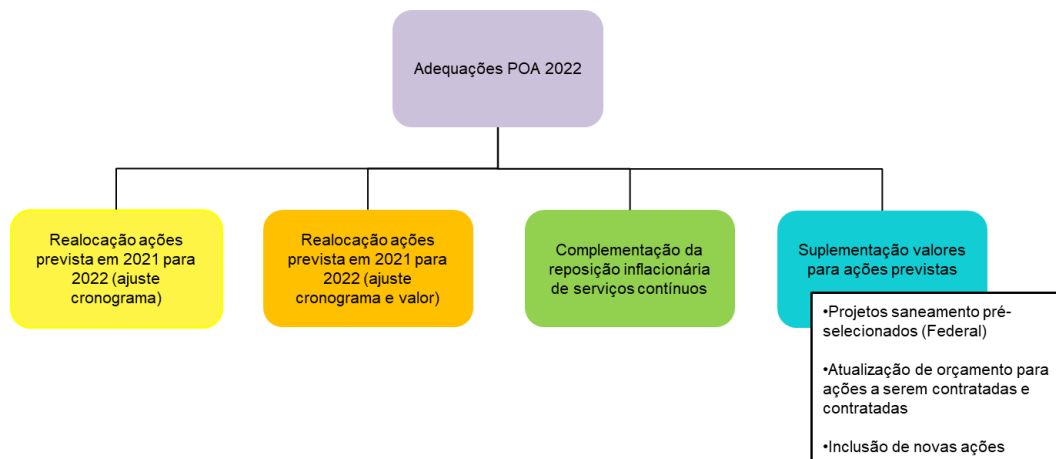 Adequações POA 2022
Realocação ações
prevista em 2021 para
2022 (ajuste
cronograma)
Realocação ações
prevista em 2021 para
2022 (ajuste
cronograma e valor)
Complementação da
reposição inflacionária
de serviços contínuos
Suplementação valores
para ações previstas
•Projetos saneamento pré-
selecionados (Federal)
•Atualização de orçamento para
ações a serem contratadas e
contratadas
•Inclusão de novas ações